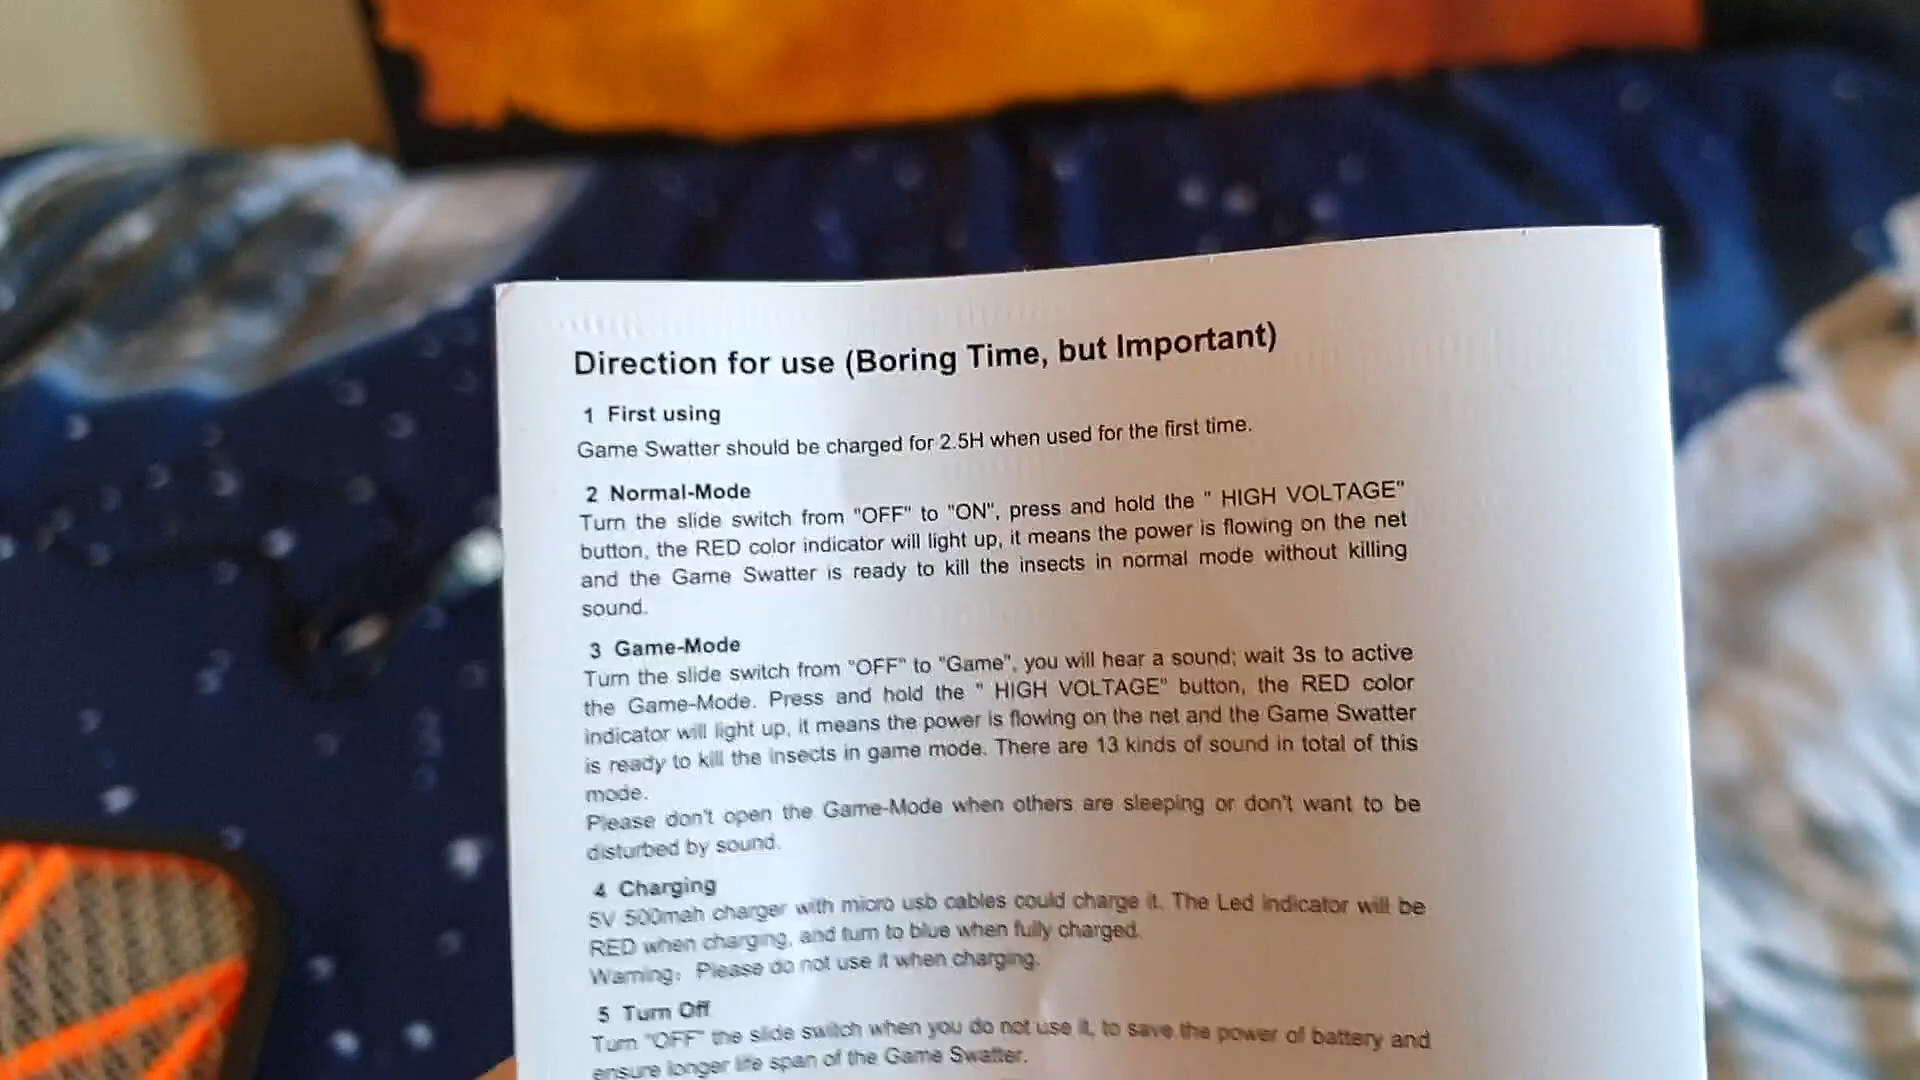 Direction for use (Boring Time, but Important)
1 First using
Game Swatter should be charged for 2.5H when used for the first time.
2 Normal-Mode
Turn the slide switch from "OFF" to "ON", press and hold the " HIGH VOLTAGE"
button, the RED color indicator will light up, it means the power is flowing on the net
and the Game Swatter is ready to kill the insects in normal mode without killing
sound.
3 Game-Mode
Turn the slide switch from "OFF" to "Game", you will hear a sound; wait 3s to active
the Game-Mode. Press and hold the " HIGH VOLTAGE" button, the RED color
indicator will light up, it means the power is flowing on the net and the Game Swatter
is ready to kill the insects in game mode. There are 13 kinds of sound in total of this
mode.
Please don't open the Game-Mode when others are sleeping or don't want to be
disturbed by sound.
4 Charging
5V 500mah charger with micro usb cables could charge it. The Led indicator will be
RED when charging, and turn to blue when fully charged.
Warning: Please do not use it when charging.
5 Turn Off
Turn "OFF" the slide switch when you do not use it, to save the power of battery and
ensure longer life span of the Game Swatter.